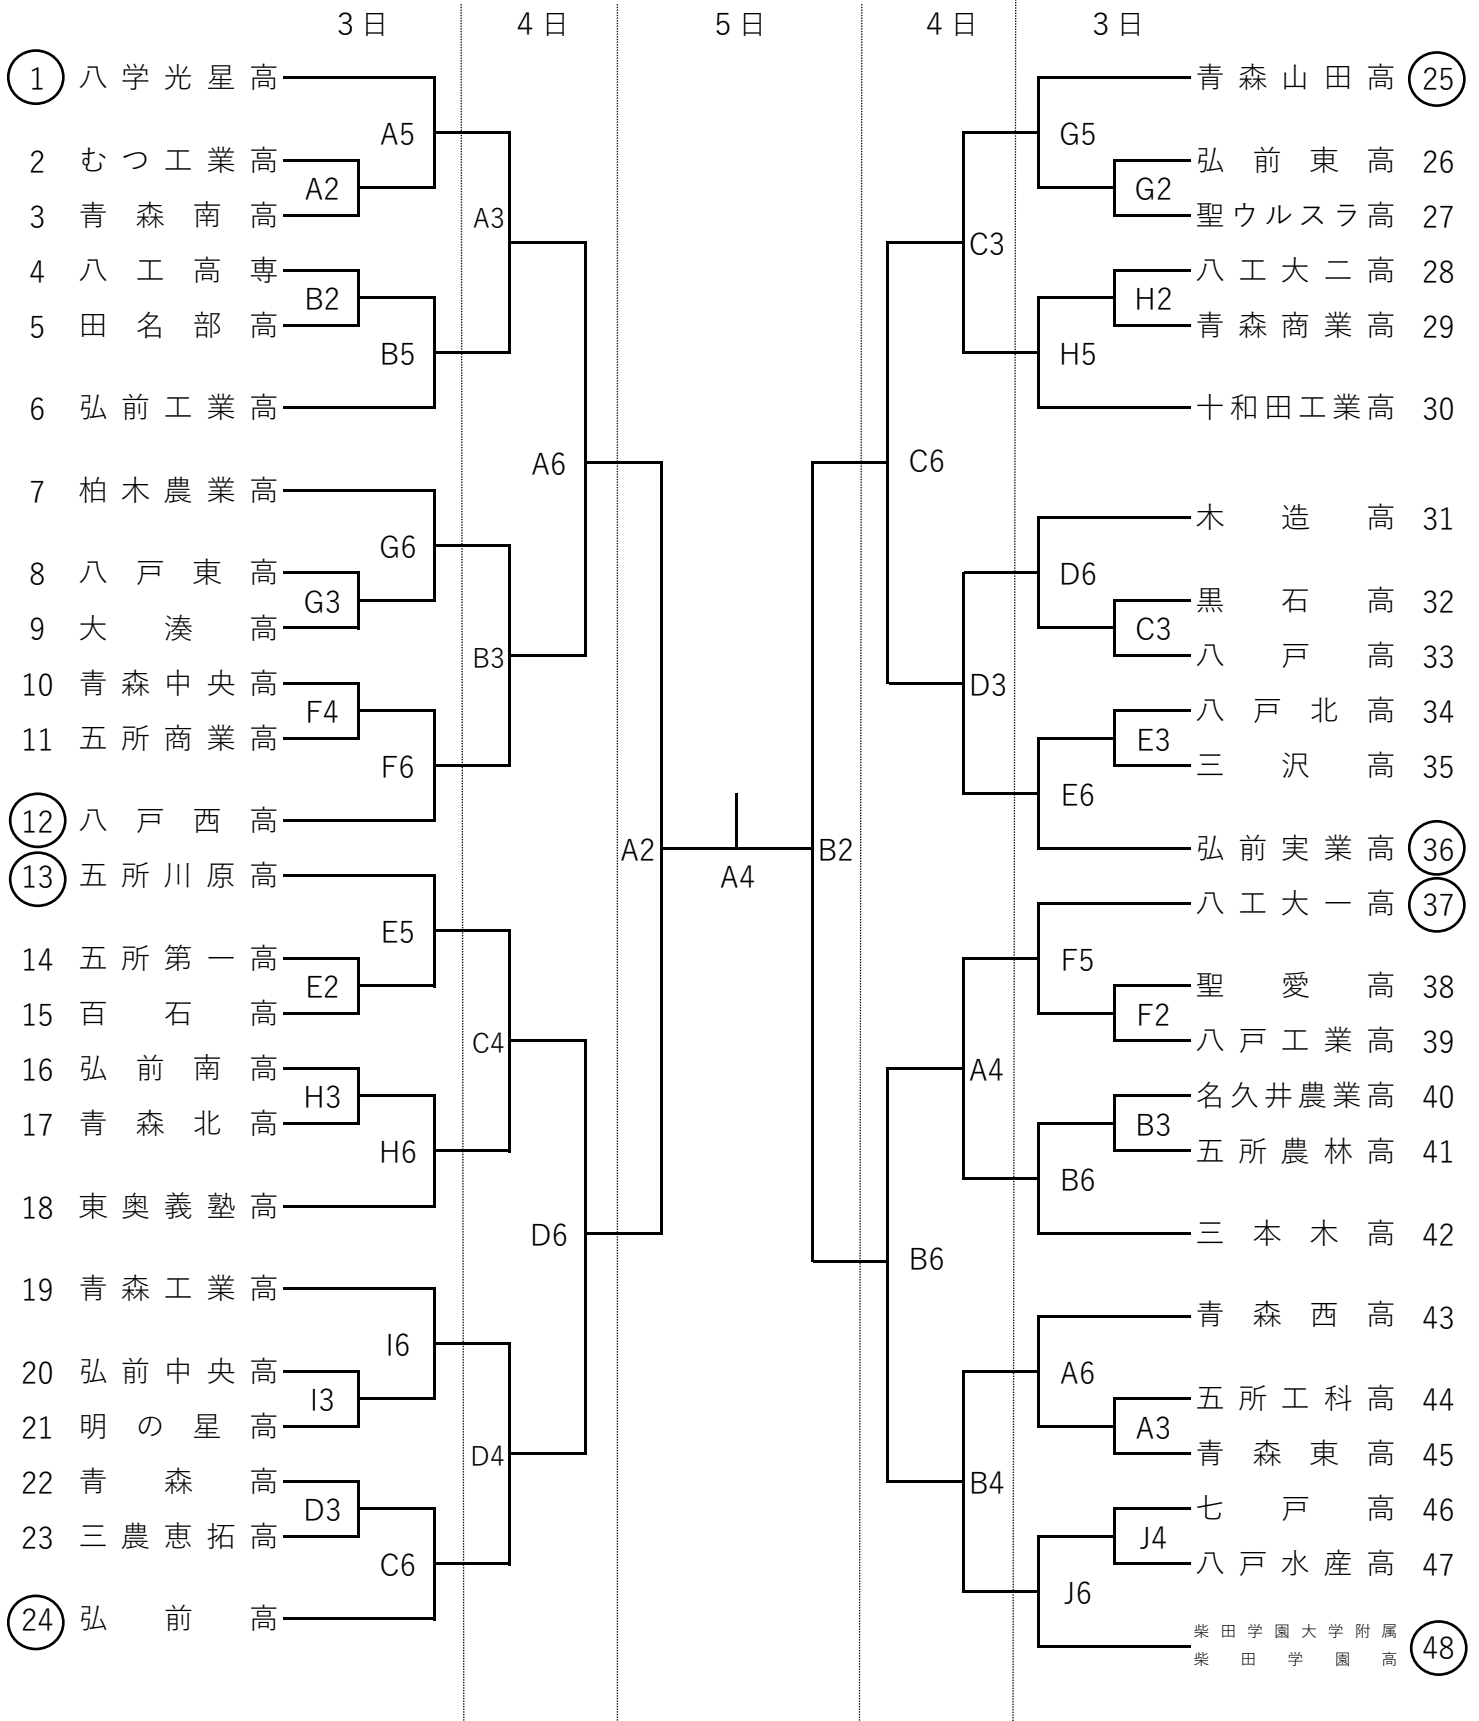 3日 4日 5日 4日 3日
1 八学光星高
2 むつ工業高
3 青森南高
4 八工高専
5 田名部高
6 弘前工業高
7 柏木農業高
8 八戸東高
9 大湊高
10 青森中央高
11 五所商業高
12 八戸西高
13 五所川原高
14 五所第一高
15 百石高
16 弘前南高
17 青森北高
18 東奥義塾高
19 青森工業高
20 弘前中央高
21 明の星高
22 青森高
23 三農恵拓高
24 弘前高
A2
B2
G3
F4
E2
H3
I3
D3
A5
B5
G6
F6
E5
H6
I6
C6
A3
B3
C4
D4
A6
D6
A2
A4
B2
C6
B6
C3
D3
A4
B4
G5
H5
D6
E6
F5
B6
A6
J6
G2
H2
C3
E3
F2
B3
A3
J4
青森山田高 25
弘前東高 26
聖ウルスラ高 27
八工大二高 28
青森商業高 29
十和田工業高 30
木造高 31
黒石高 32
八戸高 33
八戸北高 34
三沢高 35
弘前実業高 36
八工大一高 37
聖愛高 38
八戸工業高 39
名久井農業高 40
五所農林高 41
三本木高 42
青森西高 43
五所工科高 44
青森東高 45
七戸高 46
八戸水産高 47
柴田学園大学附属
柴田学園高 48